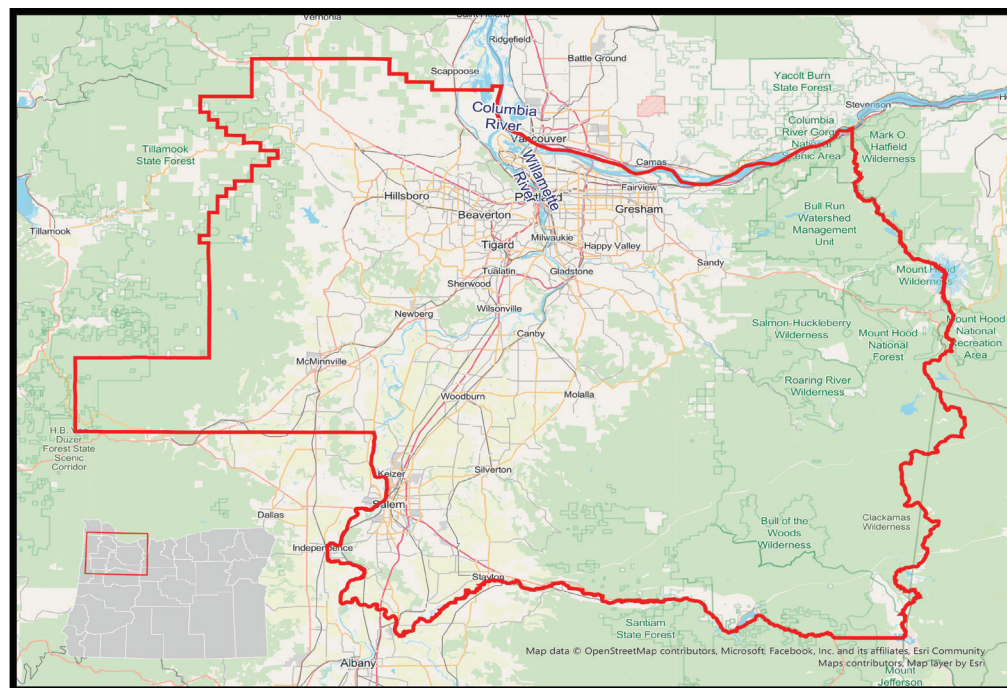 Vernonia
Ridgefield
Battle Ground
Scappoose
Yacolt Burn
State Forest
Stevenson
Columbia
River
Vancouver
Columbia
River Gorge
National
Scenic Area
Mark O.
Hatfield
Wilderness
Tillamook
State Forest
Camas
Willamette
River
Hillsboro
Fairview
Beaverton
Gresham
Bull Run
Watershed
Management
Unit
Tillamook
Tigard
Milwaukie
Happy Valley
Sandy
Tualatin
Gladstone
Sherwood
Mount Hood
Wilderness
Wilsonville
Newberg
Canby
Salmon-Huckleberry
Wilderness
Mount Hood
National
Forest
Mount Hood
National
Recreation
Area
McMinnville
Roaring River
Wilderness
Woodburn
Molalla
H.B. Van
Duzer
Forest State
Scenic
Corridor
Keizer
Silverton
Salem
Dallas
Clackamas
Wilderness
Bull of the
Woods
Wilderness
Independence
Stayton
Santiam
State Forest
Map data © OpenStreetMap contributors, Microsoft, Facebook, Inc. and its affiliates, Esri Community
Maps contributors, Map layer by Esri
Albany
Mount
Jefferson